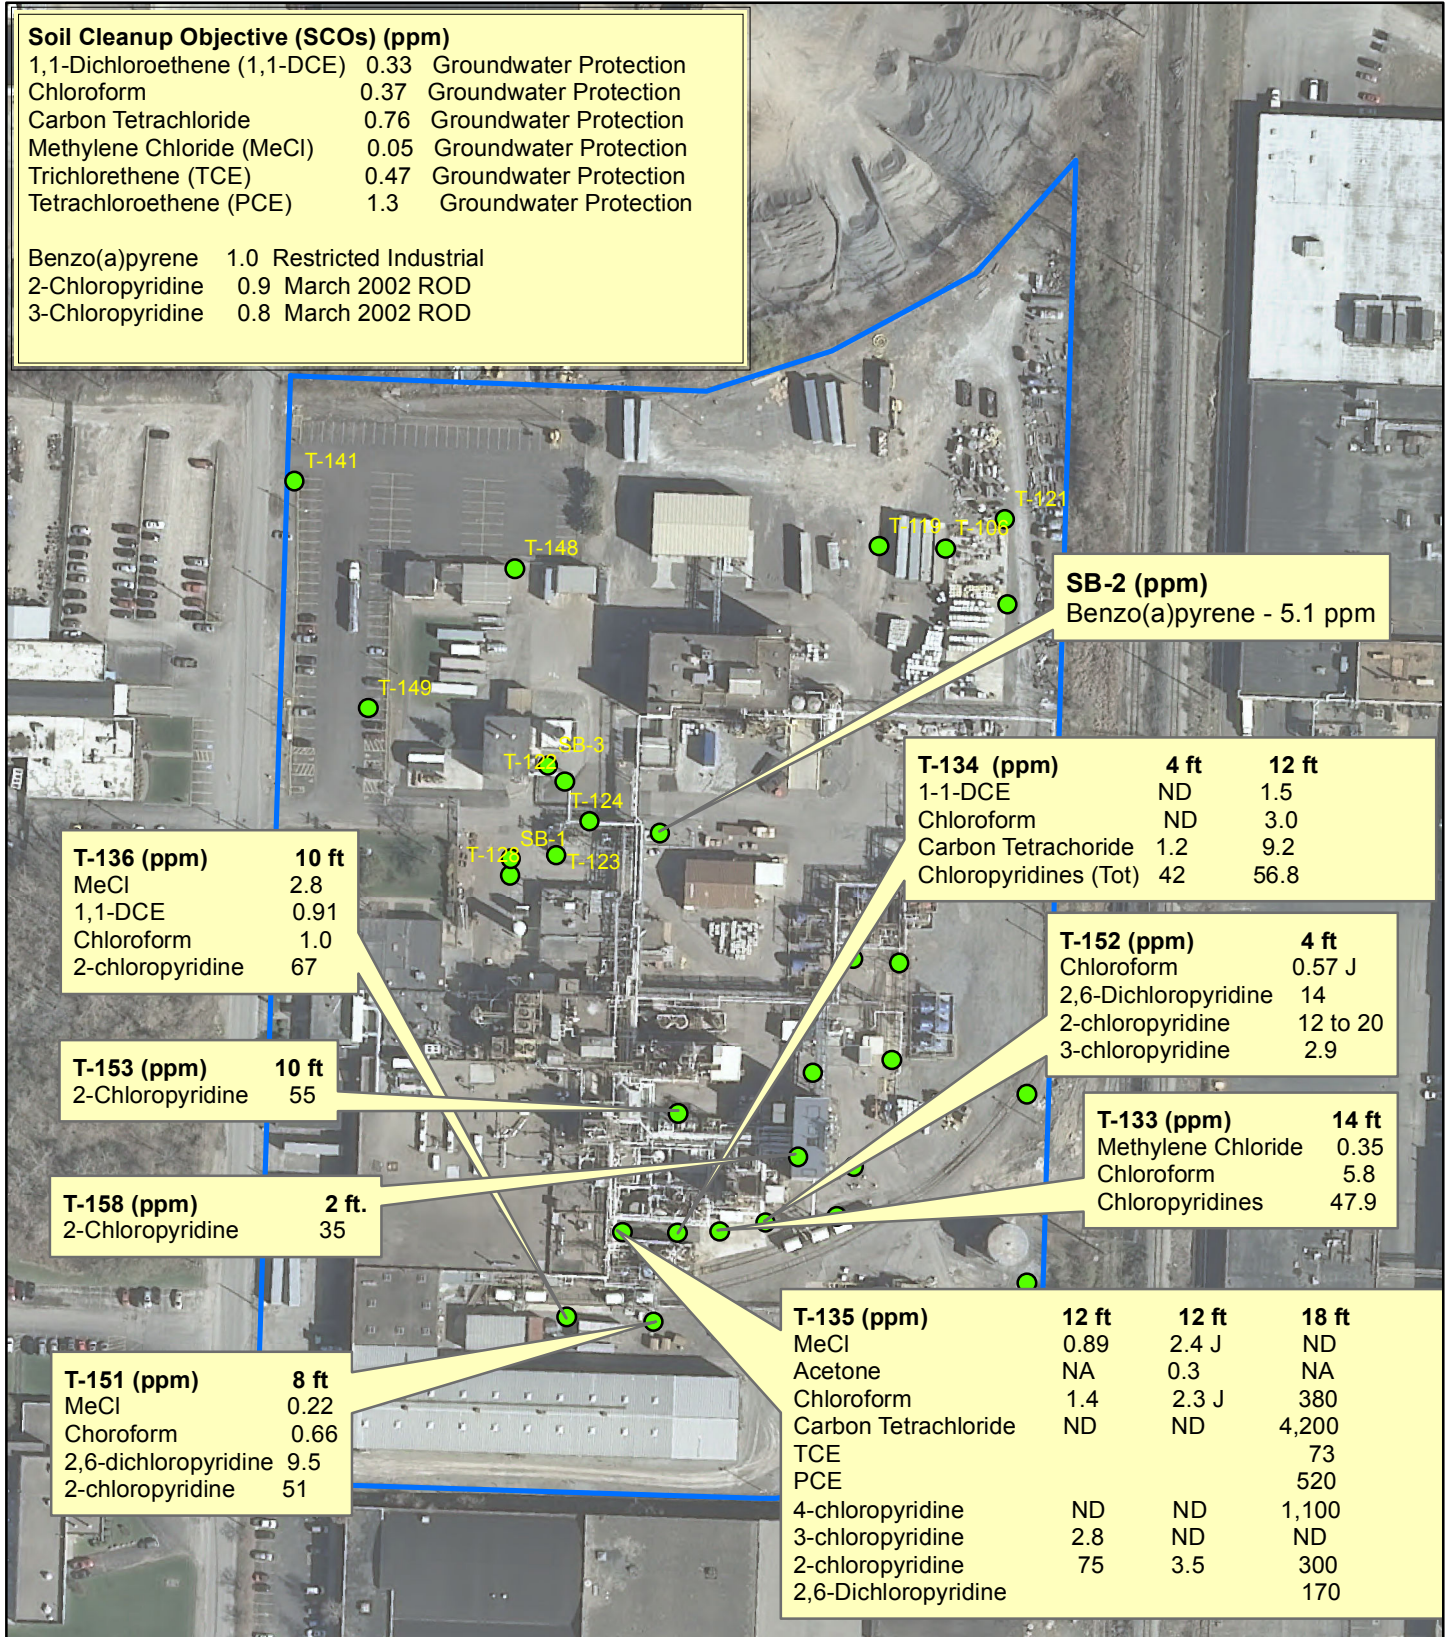 Soil Cleanup Objective (SCOs) (ppm)
1,1-Dichloroethene (1,1-DCE) 0.33 Groundwater Protection
Chloroform 0.37 Groundwater Protection
Carbon Tetrachloride 0.76 Groundwater Protection
Methylene Chloride (MeCl) 0.05 Groundwater Protection
Trichlorethene (TCE) 0.47 Groundwater Protection
Tetrachloroethene (PCE) 1.3 Groundwater Protection
Benzo(a)pyrene 1.0 Restricted Industrial
2-Chloropyridine 0.9 March 2002 ROD
3-Chloropyridine 0.8 March 2002 ROD
T-141
T-121
T-119
T-106
T-148
SB-2 (ppm)
Benzo(a)pyrene - 5.1 ppm
T-149
SB-3
T-122
T-124
SB-1
T-128
T-123
T-134 (ppm) 4 ft 12 ft
1-1-DCE ND 1.5
Chloroform ND 3.0
Carbon Tetrachoride 1.2 9.2
Chloropyridines (Tot) 42 56.8
T-136 (ppm) 10 ft
MeCl 2.8
1,1-DCE 0.91
Chloroform 1.0
2-chloropyridine 67
T-152 (ppm) 4 ft
Chloroform 0.57 J
2,6-Dichloropyridine 14
2-chloropyridine 12 to 20
3-chloropyridine 2.9
T-153 (ppm) 10 ft
2-Chloropyridine 55
T-133 (ppm) 14 ft
Methylene Chloride 0.35
Chloroform 5.8
Chloropyridines 47.9
T-158 (ppm) 2 ft.
2-Chloropyridine 35
T-135 (ppm) 12 ft 12 ft 18 ft
MeCl 0.89 2.4 J ND
Acetone NA 0.3 NA
Chloroform 1.4 2.3 J 380
Carbon Tetrachloride ND ND 4,200
TCE 73
PCE 520
4-chloropyridine ND ND 1,100
3-chloropyridine 2.8 ND ND
2-chloropyridine 75 3.5 300
2,6-Dichloropyridine 170
T-151 (ppm) 8 ft
MeCl 0.22
Choroform 0.66
2,6-dichloropyridine 9.5
2-chloropyridine 51